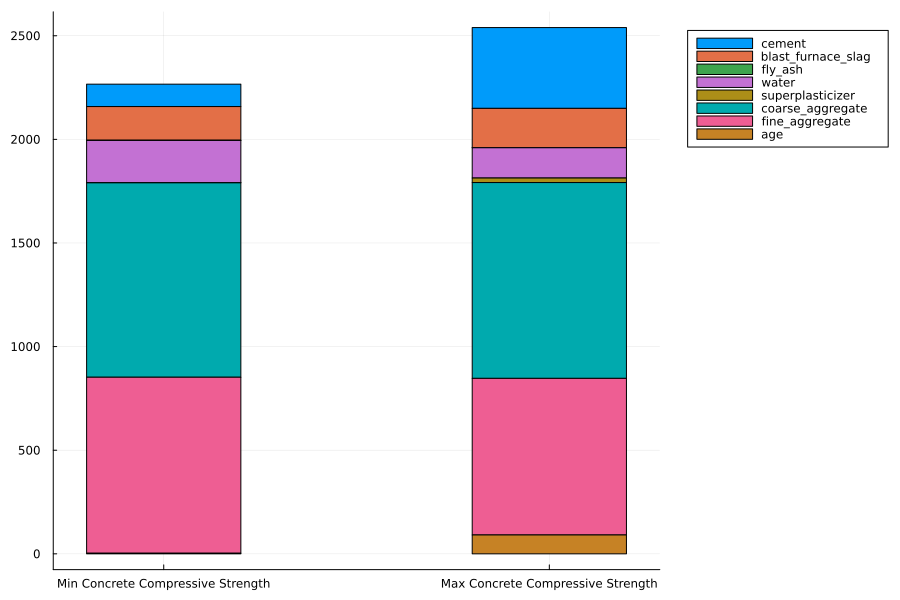 2500
2000
1500
1000
500
0
Min Concrete Compressive Strength
Max Concrete Compressive Strength
cement
blast_furnace_slag
fly_ash
water
superplasticizer
coarse_aggregate
fine_aggregate
age